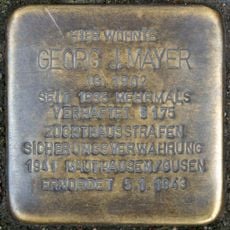 HIER WOHNTE
GEORG J. MAYER
JG. 1902
SEIT 1935 MEHRMALS
VERHAFTET § 175
ZUCHTHAUSSTRAFEN
SICHERUNGSVERWAHRUNG
1941 MAUTHAUSEN/GUSEN
ERMORDET 5.1.1943